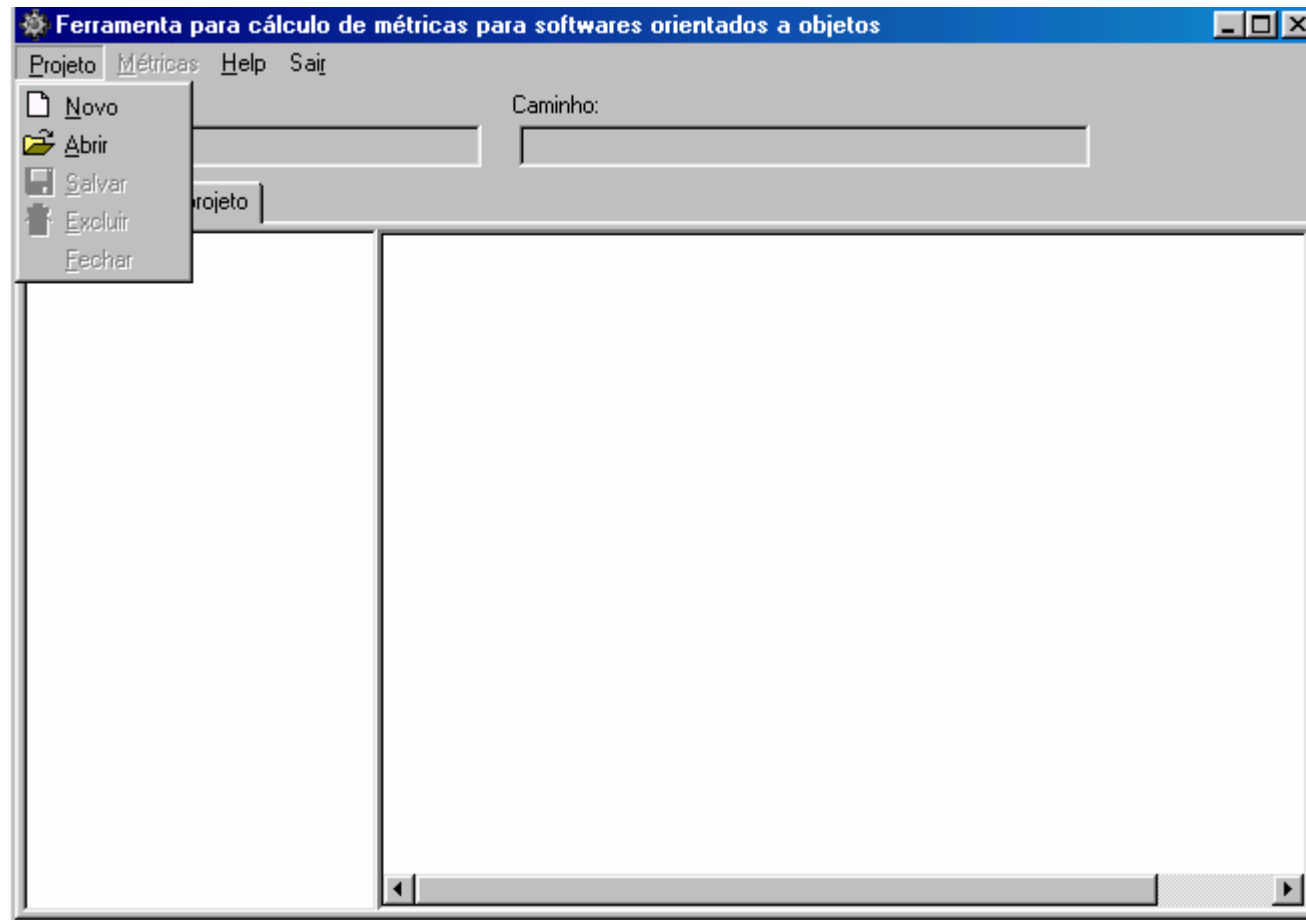 Ferramenta para cálculo de métricas para softwares orientados a objetos
Projeto Métricas Help Sair
Novo
Caminho:
Abrir
Salvar
rojeto
Excluir
Fechar